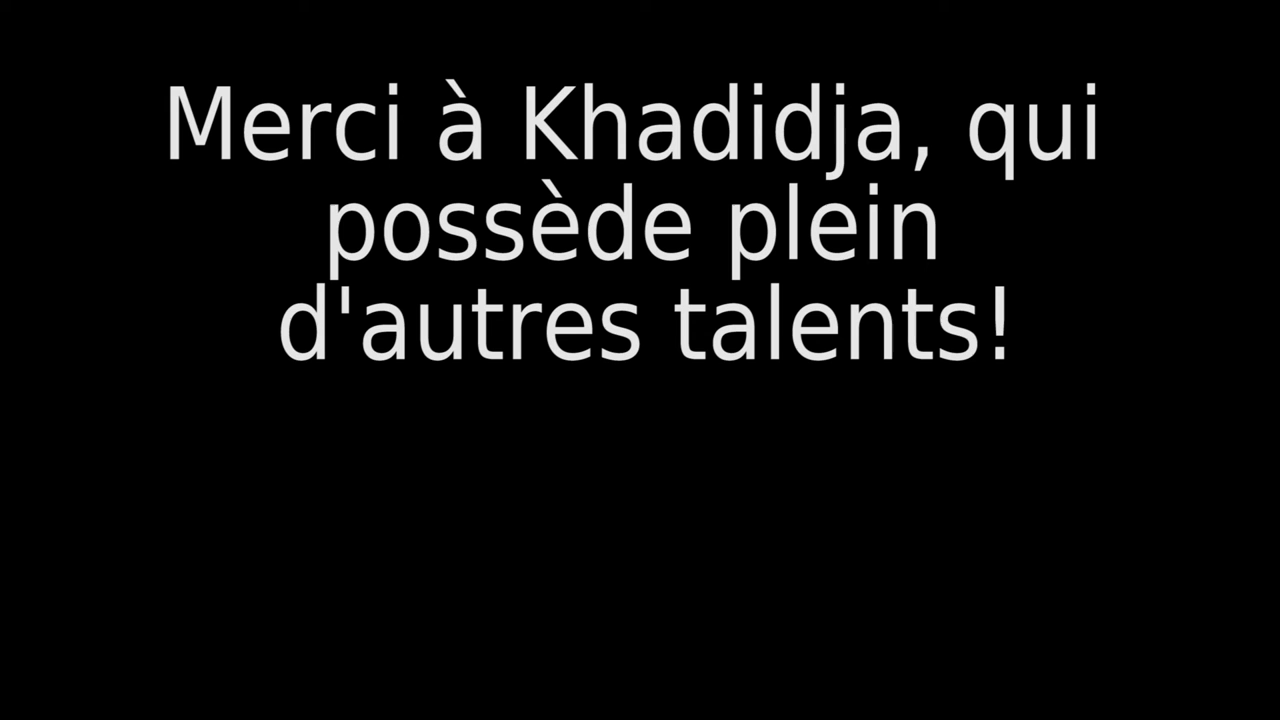 Merci à Khadidja, qui
possède plein
d'autres talents!